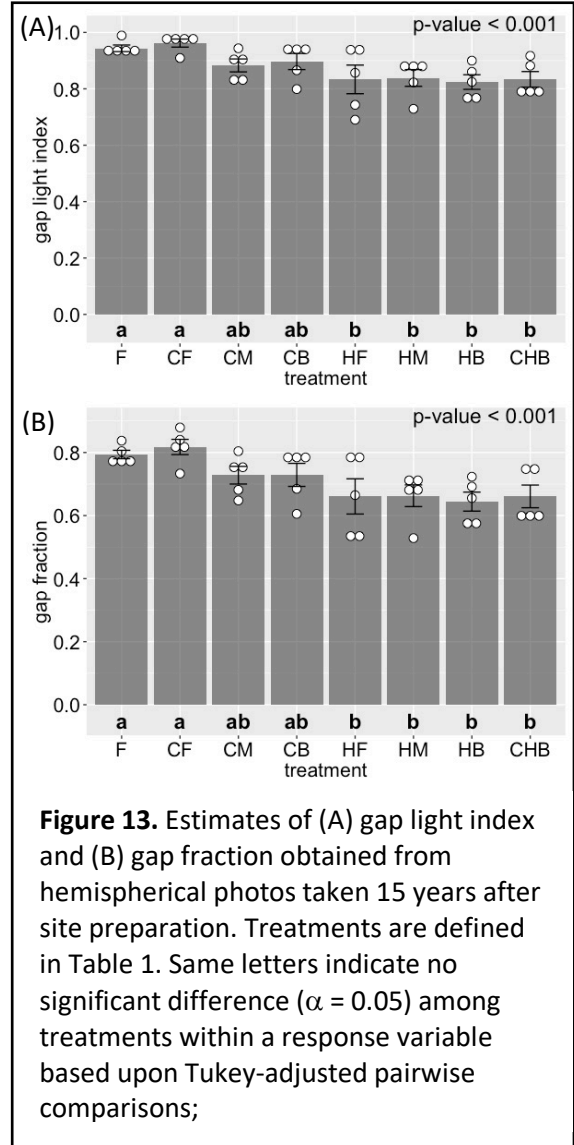 (A)
p-value < 0.001
1.0
0.8
0.6
0.4
0.2
0.0
gap light index
a a ab ab b b b b
F CF CM CB HF HM HB CHB
treatment
(B)
p-value < 0.001
0.8
0.6
0.4
0.2
0.0
gap fraction
a a ab ab b b b b
F CF CM CB HF HM HB CHB
treatment
Figure 13. Estimates of (A) gap light index
and (B) gap fraction obtained from
hemispherical photos taken 15 years after
site preparation. Treatments are defined
in Table 1. Same letters indicate no
significant difference (α = 0.05) among
treatments within a response variable
based upon Tukey-adjusted pairwise
comparisons;